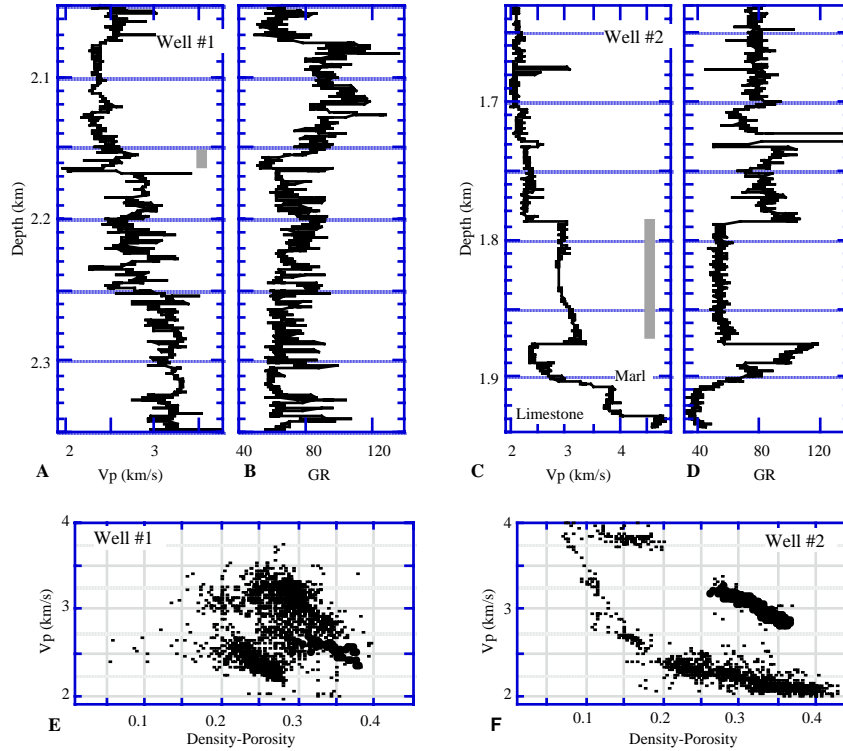 Well #1
Well #2
2.1
2.2
2.3
Depth (km)
2
3
Vp (km/s)
A
40
80
120
GR
B
1.7
1.8
1.9
Depth (km)
Marl
Limestone
2
3
4
Vp (km/s)
C
40
80
120
GR
D
Well #1
4
3
2
Vp (km/s)
0.1
0.2
0.3
0.4
Density-Porosity
E
Well #2
4
3
2
Vp (km/s)
0.1
0.2
0.3
0.4
Density-Porosity
F